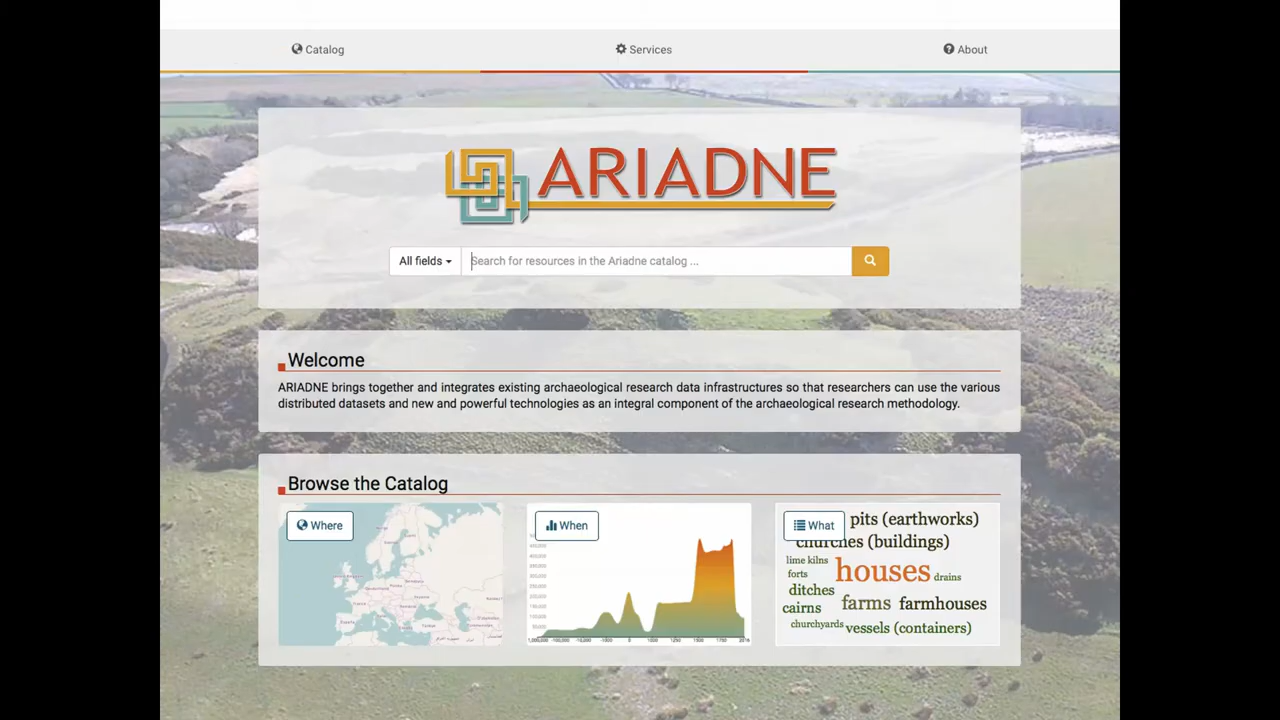 Catalog
Services
About
ARIADNE
All fields
Search for resources in the Ariadne catalog ...
Welcome
ARIADNE brings together and integrates existing archaeological research data infrastructures so that researchers can use the various
distributed datasets and new and powerful technologies as an integral component of the archaeological research methodology.
Browse the Catalog
Where
When
What
pits (earthworks)
churches (buildings)
lime kilns
houses
forts
drains
ditches
cairns
farms
farmhouses
churchyards
vessels (containers)